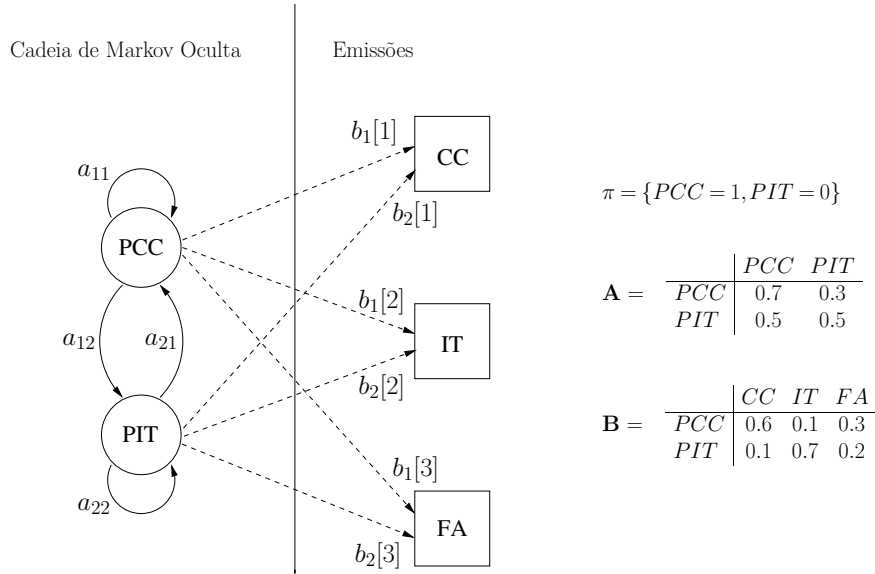 Cadeia de Markov Oculta
Emissões
a11
PCC
a12
a21
PIT
a22
b1[1]
CC
b2[1]
b1[2]
IT
b2[2]
b1[3]
FA
b2[3]
π = {PCC = 1, PIT = 0}
A =
PCC PIT
PCC 0.7 0.3
PIT 0.5 0.5
B =
CC IT FA
PCC 0.6 0.1 0.3
PIT 0.1 0.7 0.2